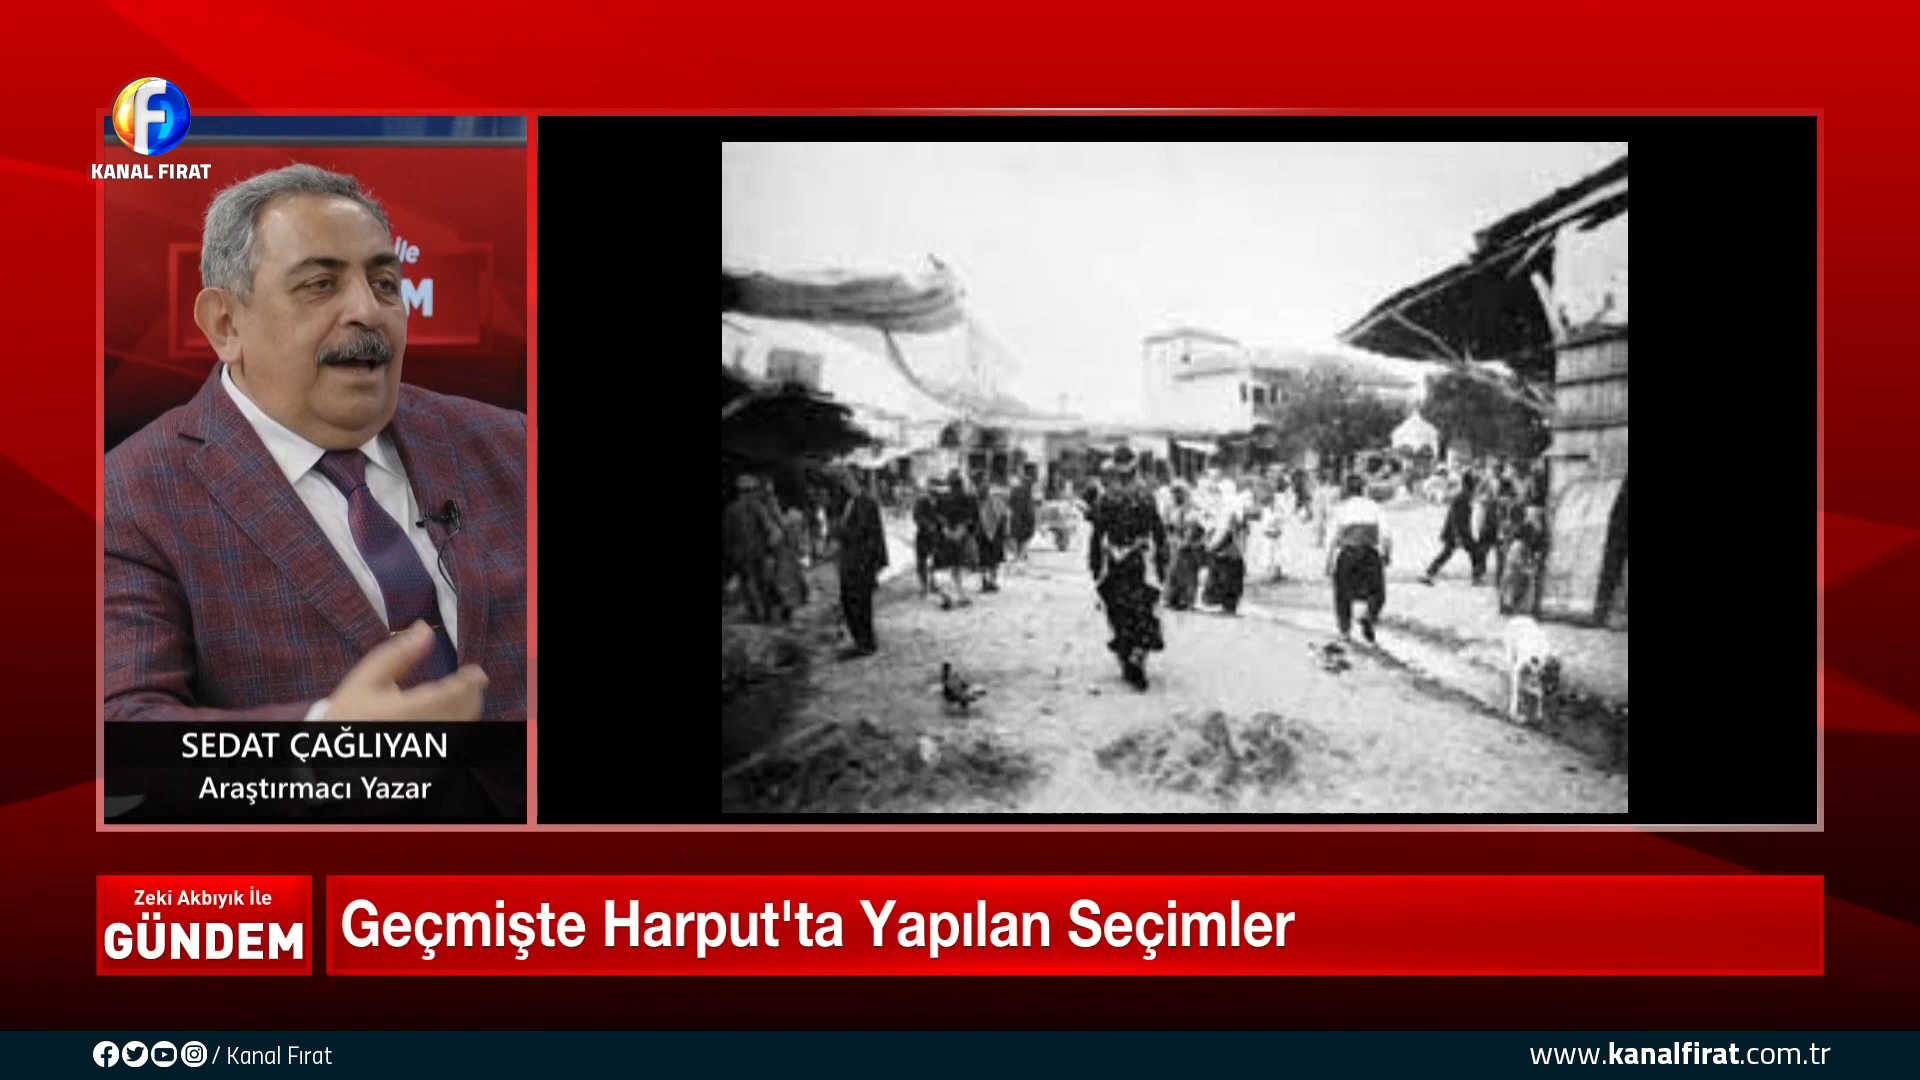 F
KANAL FIRAT
İle
M
SEDAT ÇAĞLIYAN
Araştırmacı Yazar
Zeki Akbıyık İle
GÜNDEM
Geçmişte Harput'ta Yapılan Seçimler
/ Kanal Fırat
www.kanalfirat.com.tr